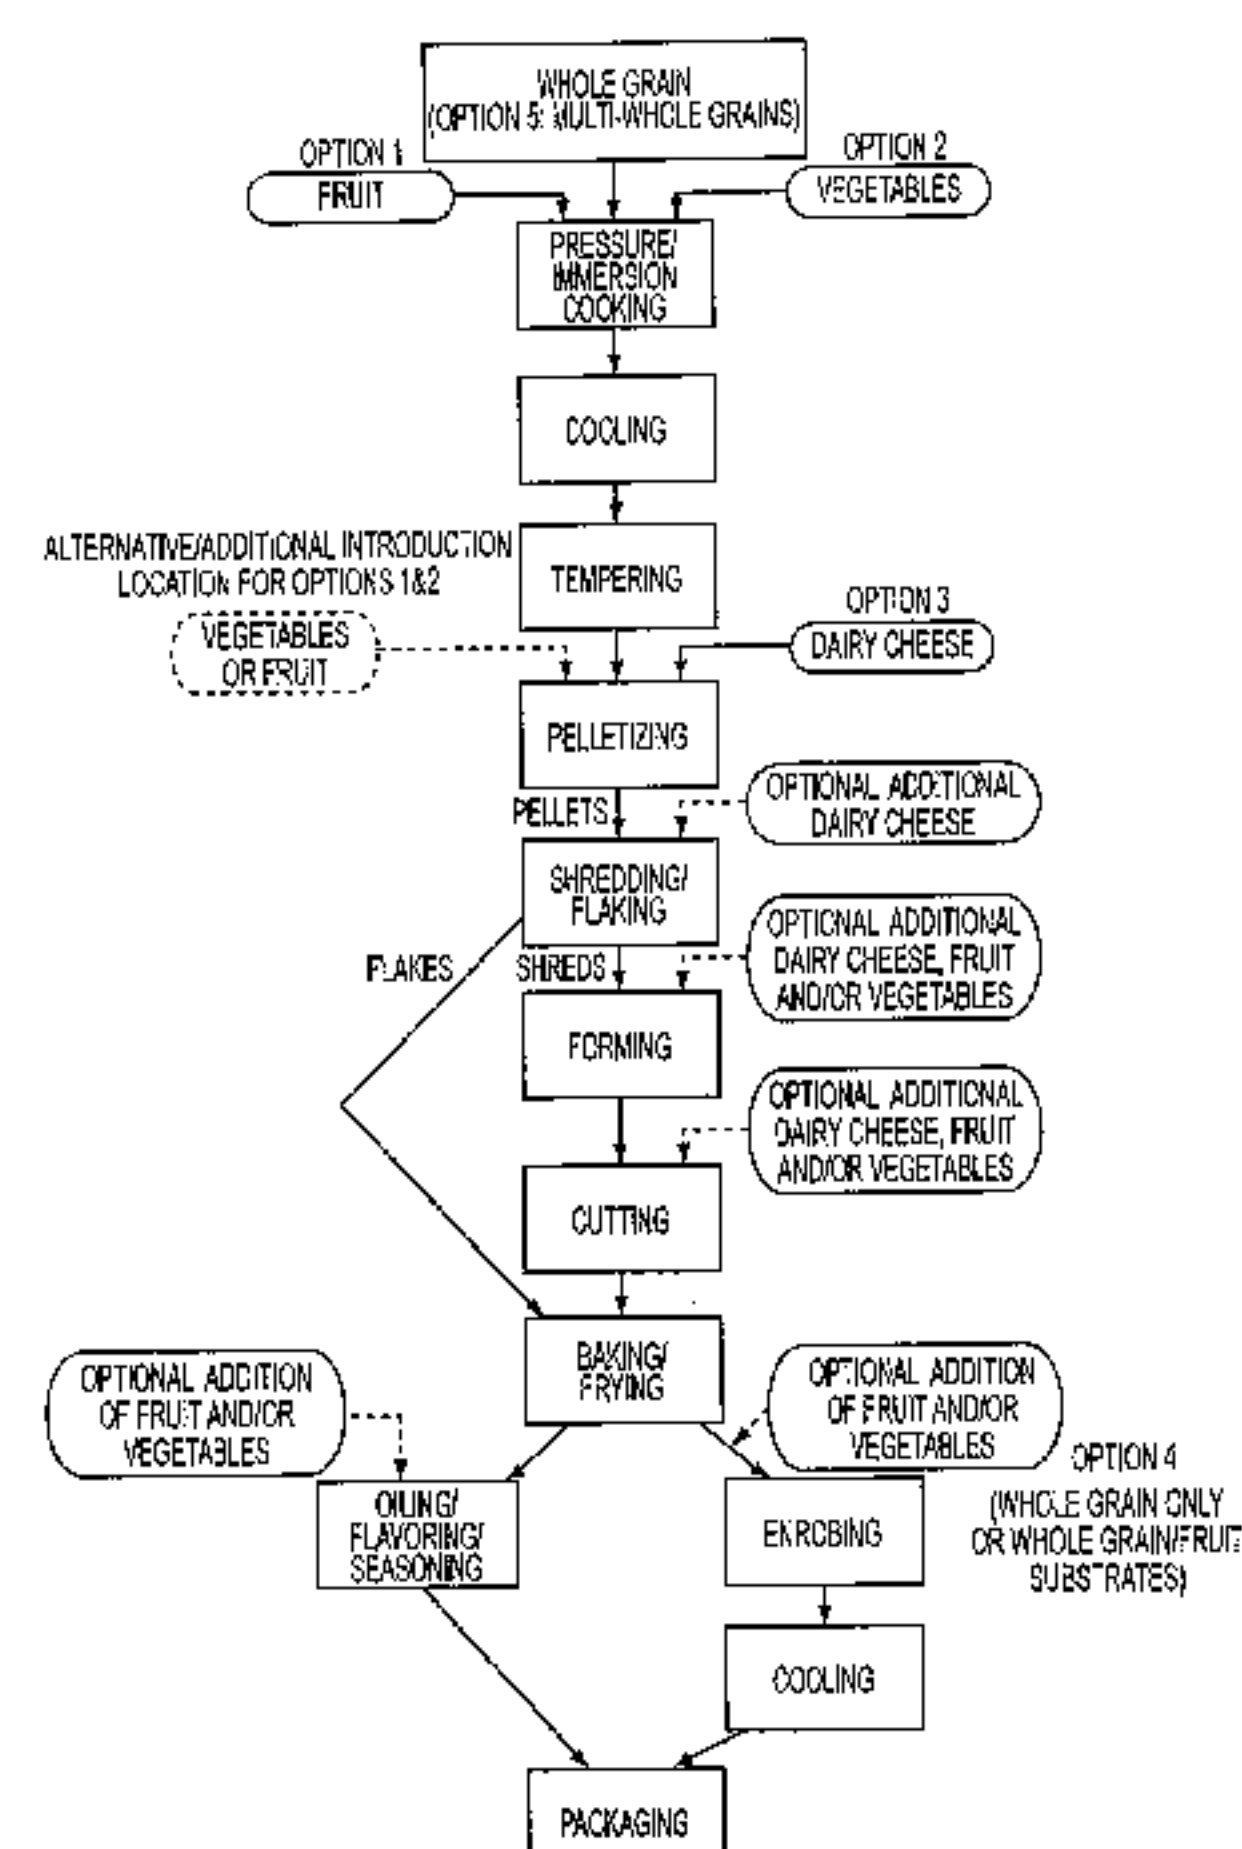 WHOLE GRAIN
(OPTION 5: MULTI-WHOLE GRAINS)
OPTION 1
FRUIT
OPTION 2
VEGETABLES
PRESSURE/
IMMERSION
COOKING
COOLING
TEMPERING
ALTERNATIVE/ADDITIONAL INTRODUCTION
LOCATION FOR OPTIONS 1&2
VEGETABLES
OR FRUIT
OPTION 3
DAIRY CHEESE
PELLETIZING
PELLETS
OPTIONAL ADDITIONAL
DAIRY CHEESE
SHREDDING/
FLAKING
FLAKES
SHREDS
OPTIONAL ADDITIONAL
DAIRY CHEESE, FRUIT
AND/OR VEGETABLES
FORMING
OPTIONAL ADDITIONAL
DAIRY CHEESE, FRUIT
AND/OR VEGETABLES
CUTTING
BAKING/
FRYING
OPTIONAL ADDITION
OF FRUIT AND/OR
VEGETABLES
OPTIONAL ADDITION
OF FRUIT AND/OR
VEGETABLES
OILING/
FLAVORING/
SEASONING
ENROBING
OPTION 4
(WHOLE GRAIN ONLY
OR WHOLE GRAIN/FRUIT
SUBSTRATES)
COOLING
PACKAGING